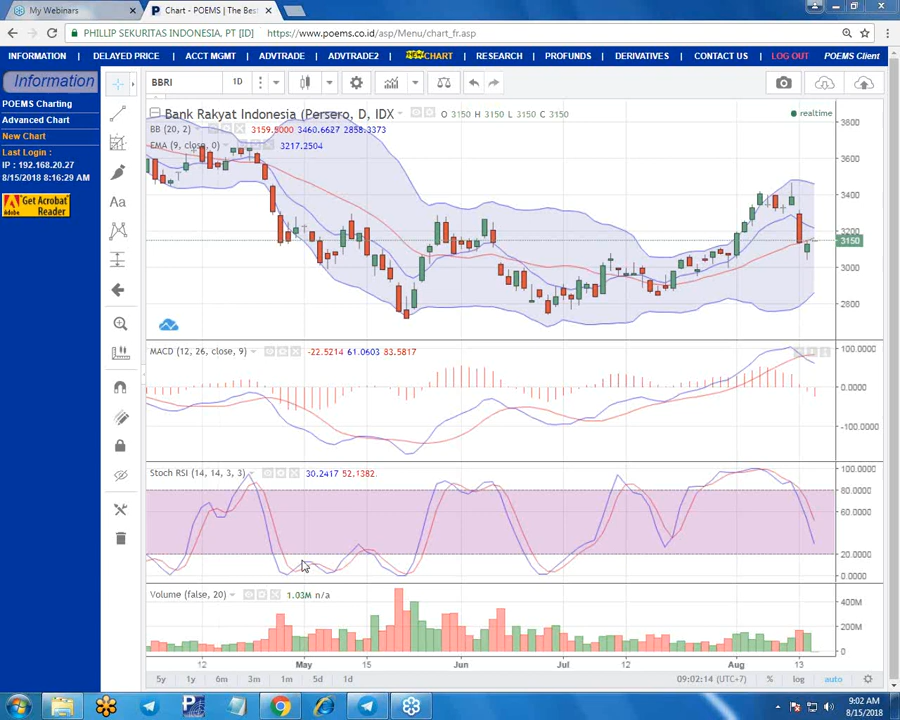 My Webinars
Chart - POEMS | The Bes
PHILLIP SEKURITAS INDONESIA, PT [ID]
https://www.poems.co.id/asp/Menu/chart_fr.asp
INFORMATION DELAYED PRICE ACCT MGMT ADVTRADE ADVTRADE2 NEW CHART RESEARCH PROFUNDS DERIVATIVES CONTACT US LOG OUT POEMS Client
Information
POEMS Charting
Advanced Chart
New Chart
Last Login :
IP : 192.168.20.27
8/15/2018 8:16:29 AM
Get Acrobat
Reader
BBRI 1D
Bank Rakyat Indonesia (Persero, D, IDX O 3150 H 3150 L 3150 C 3150 realtime
BB (20, 2) 3159.5000 3460.6627 2858.3373
EMA (9, close, 0) 3217.2504
3800
3600
3400
3200
3150
3000
2800
MACD (12, 26, close, 9) -22.5214 61.0603 83.5817
100.0000
0.0000
-100.0000
Stoch RSI (14, 14, 3, 3) 30.2417 52.1382
100.0000
80.0000
60.0000
40.0000
20.0000
0.0000
Volume (false, 20) 1.03M n/a
400M
200M
0
12 May 15 Jun Jul 12 Aug 13
5y 1y 6m 3m 1m 5d 1d 09:02:14 (UTC+7) % log auto
9:02 AM
8/15/2018